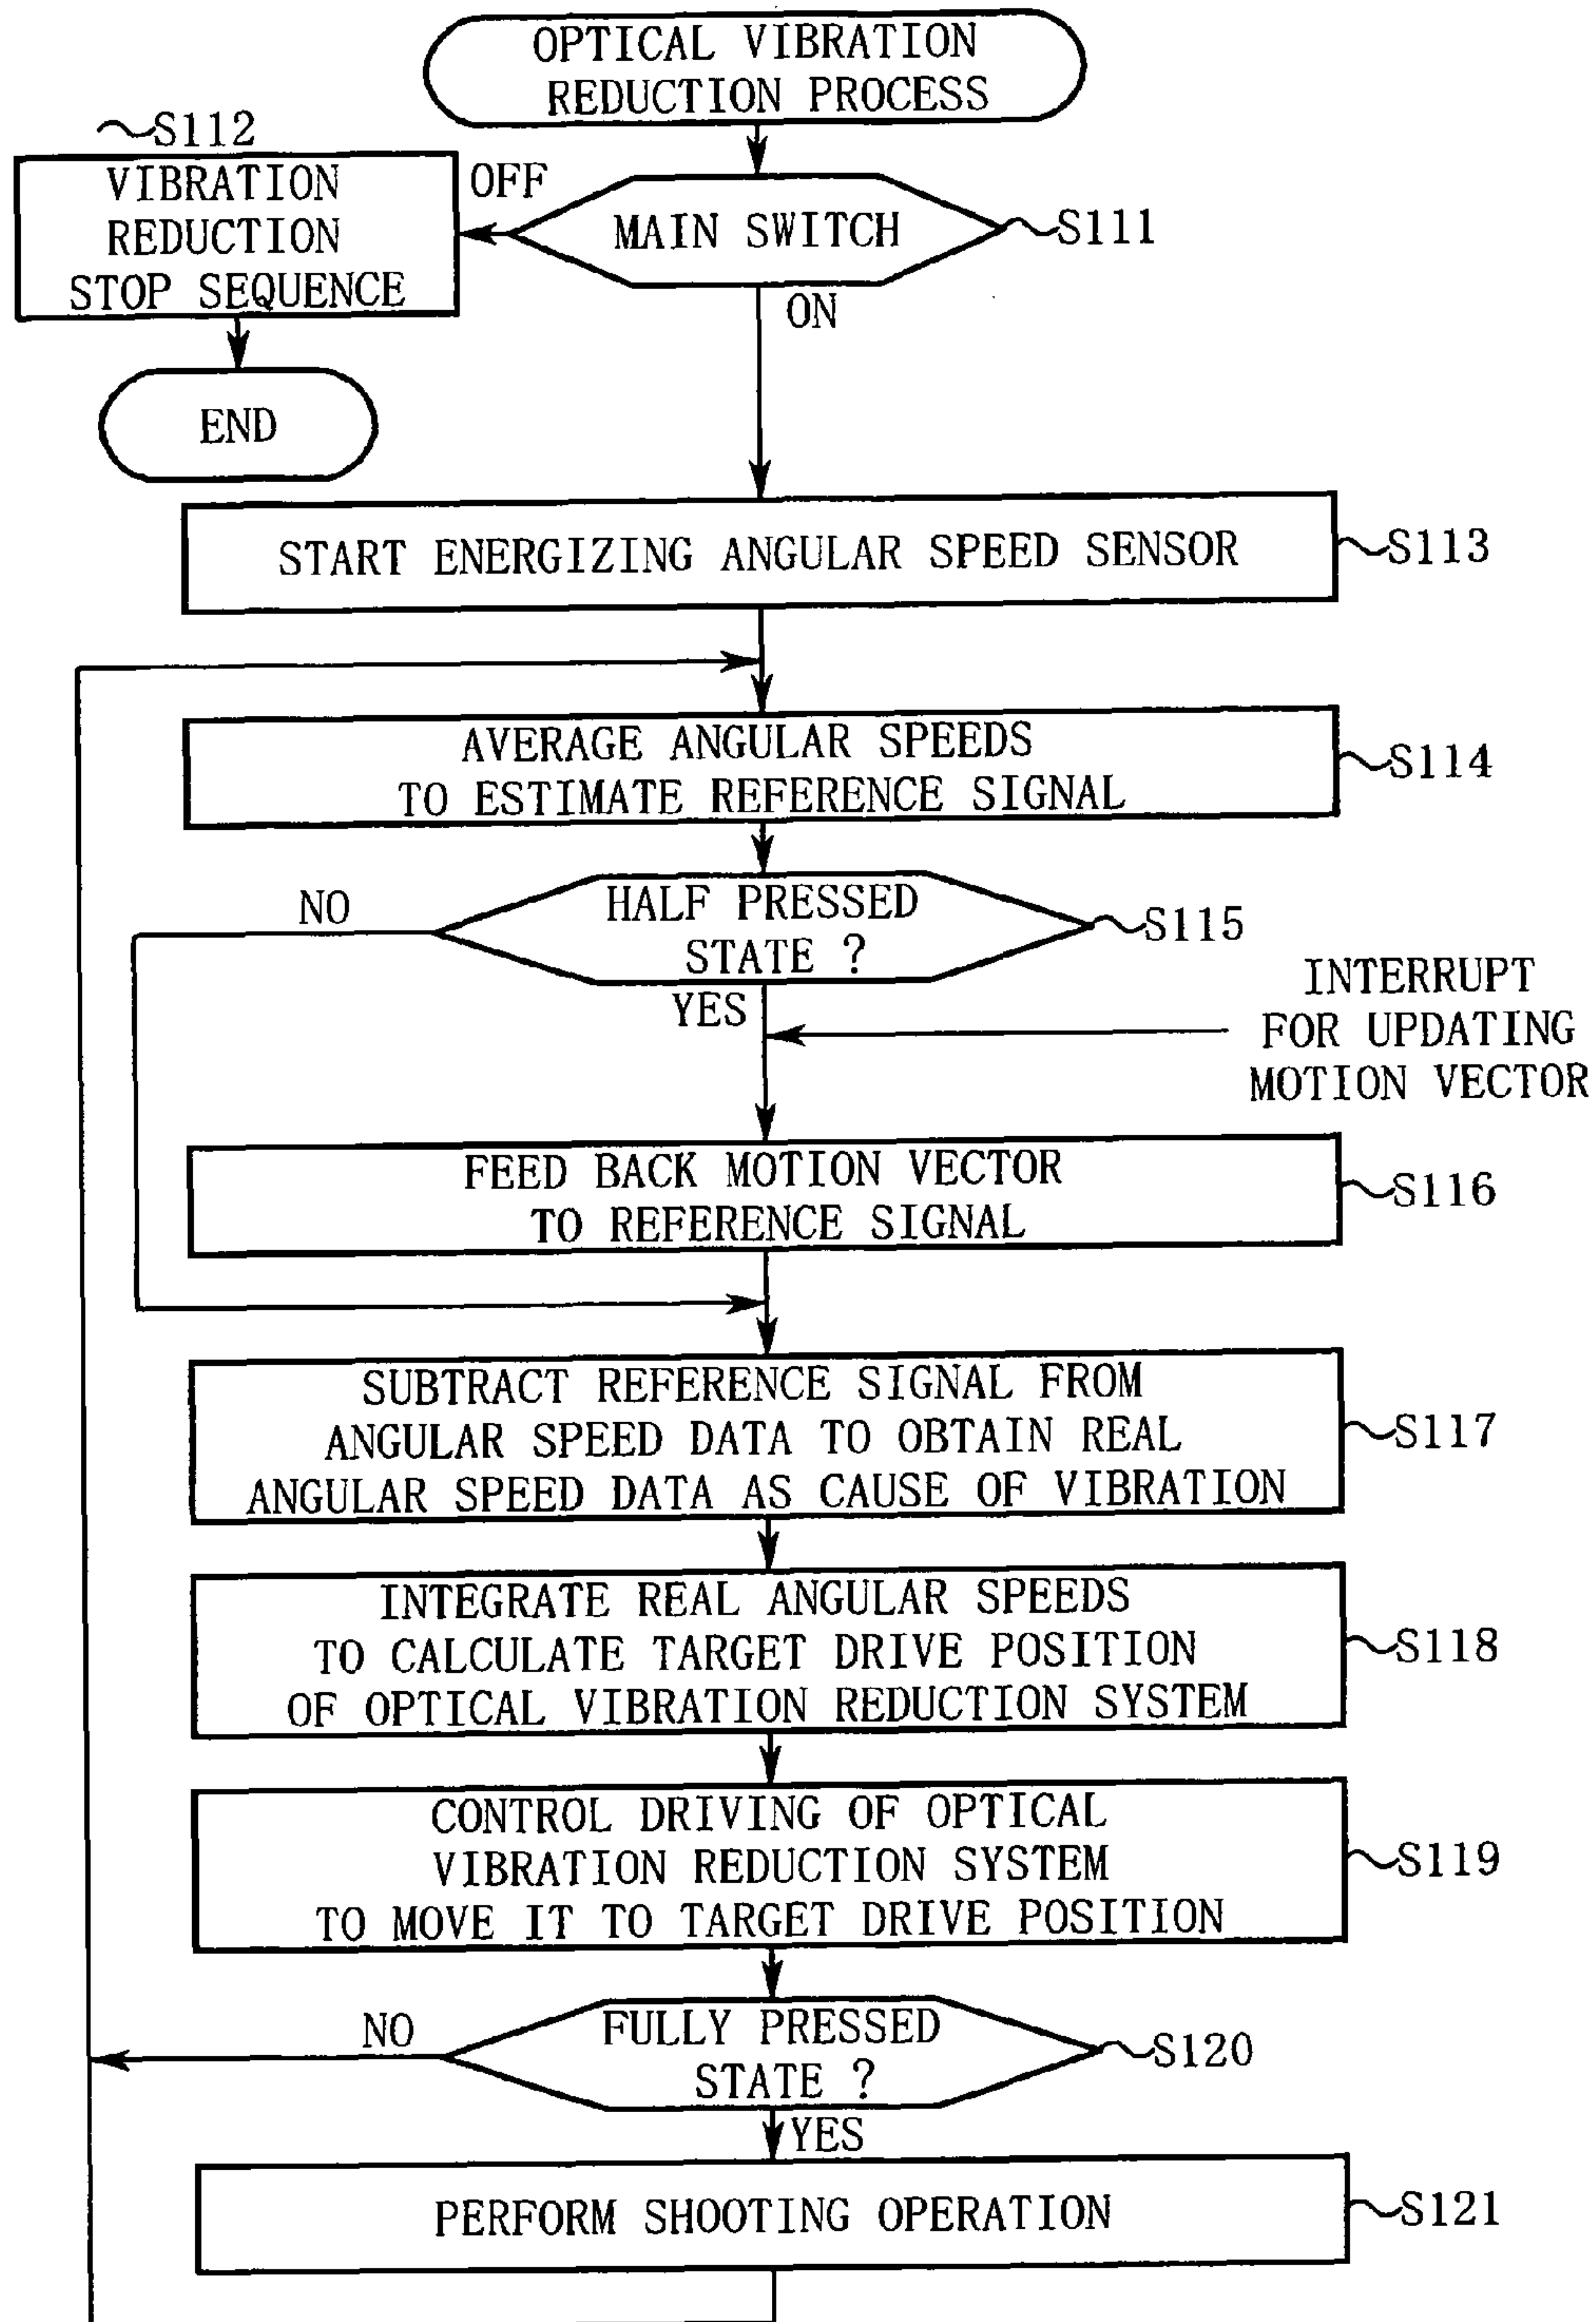 OPTICAL VIBRATION
REDUCTION PROCESS
S112
VIBRATION
REDUCTION
STOP SEQUENCE
OFF
MAIN SWITCH
S111
ON
END
START ENERGIZING ANGULAR SPEED SENSOR
S113
AVERAGE ANGULAR SPEEDS
TO ESTIMATE REFERENCE SIGNAL
S114
NO
HALF PRESSED
STATE ?
S115
YES
INTERRUPT
FOR UPDATING
MOTION VECTOR
FEED BACK MOTION VECTOR
TO REFERENCE SIGNAL
S116
SUBTRACT REFERENCE SIGNAL FROM
ANGULAR SPEED DATA TO OBTAIN REAL
ANGULAR SPEED DATA AS CAUSE OF VIBRATION
S117
INTEGRATE REAL ANGULAR SPEEDS
TO CALCULATE TARGET DRIVE POSITION
OF OPTICAL VIBRATION REDUCTION SYSTEM
S118
CONTROL DRIVING OF OPTICAL
VIBRATION REDUCTION SYSTEM
TO MOVE IT TO TARGET DRIVE POSITION
S119
NO
FULLY PRESSED
STATE ?
S120
YES
PERFORM SHOOTING OPERATION
S121